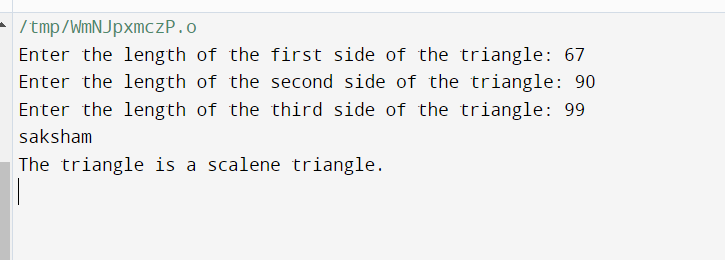 /tmp/WmNJpxmczP.o
Enter the length of the first side of the triangle: 67
Enter the length of the second side of the triangle: 90
Enter the length of the third side of the triangle: 99
saksham
The triangle is a scalene triangle.